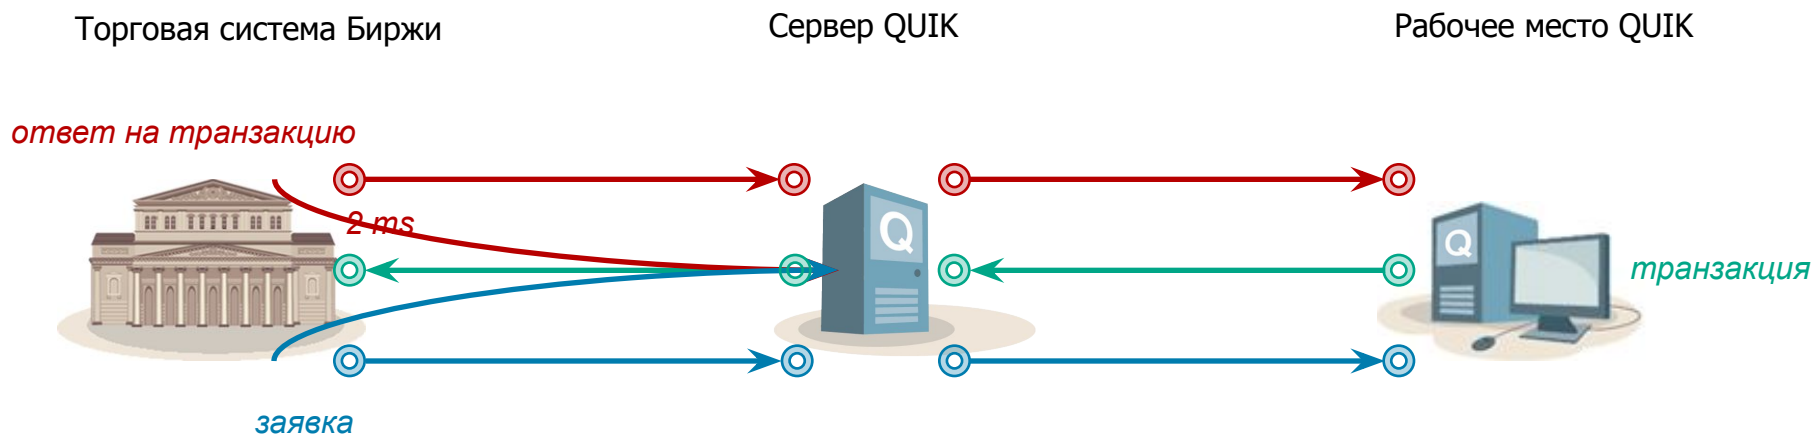 Торговая система Биржи
Сервер QUIK
Рабочее место QUIK
ответ на транзакцию
2 ms
Q
Q
транзакция
заявка